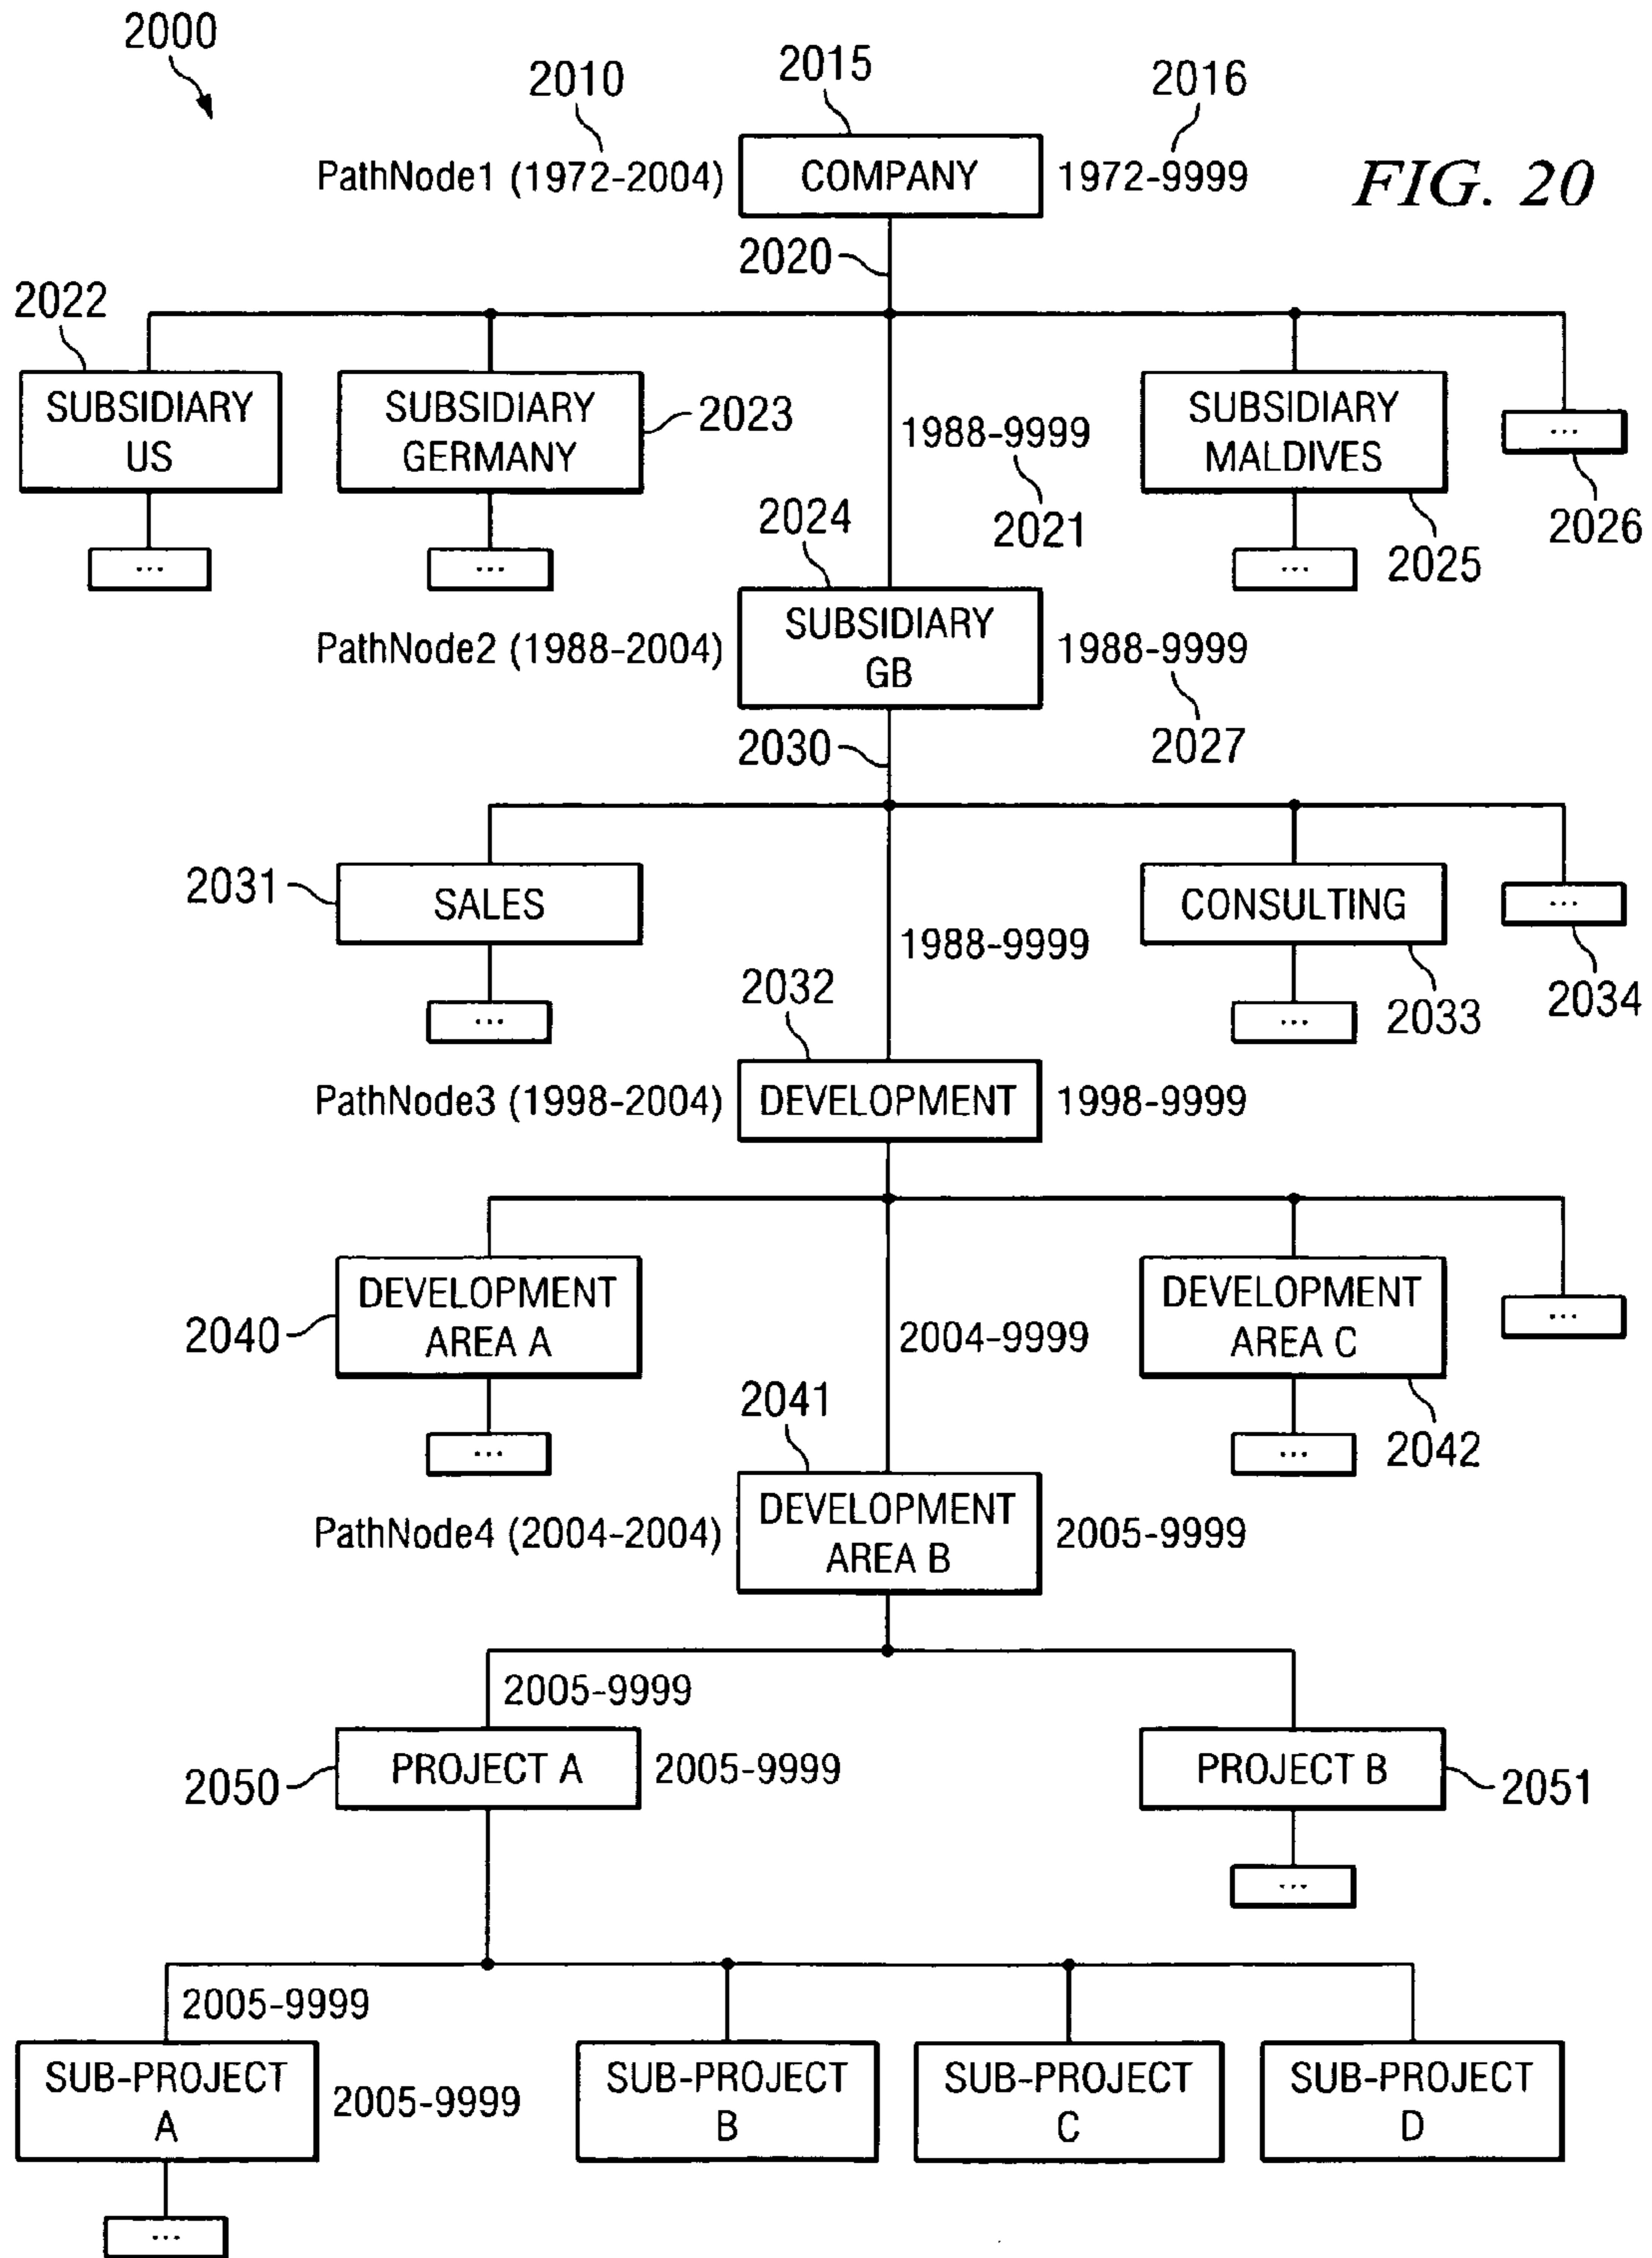 2000
2010
2015
2016
PathNode1 (1972-2004)
COMPANY
1972-9999
FIG. 20
2020
2022
SUBSIDIARY
US
SUBSIDIARY
GERMANY
2023
1988-9999
2021
SUBSIDIARY
MALDIVES
2025
...
2026
...
...
...
2024
PathNode2 (1988-2004)
SUBSIDIARY
GB
1988-9999
2027
2030
2031
SALES
...
1988-9999
CONSULTING
2033
...
...
2034
2032
PathNode3 (1998-2004)
DEVELOPMENT
1998-9999
2040
DEVELOPMENT
AREA A
...
2004-9999
DEVELOPMENT
AREA C
2042
...
...
2041
PathNode4 (2004-2004)
DEVELOPMENT
AREA B
2005-9999
2005-9999
2050
PROJECT A
2005-9999
PROJECT B
2051
...
2005-9999
SUB-PROJECT
A
2005-9999
SUB-PROJECT
B
SUB-PROJECT
C
SUB-PROJECT
D
...